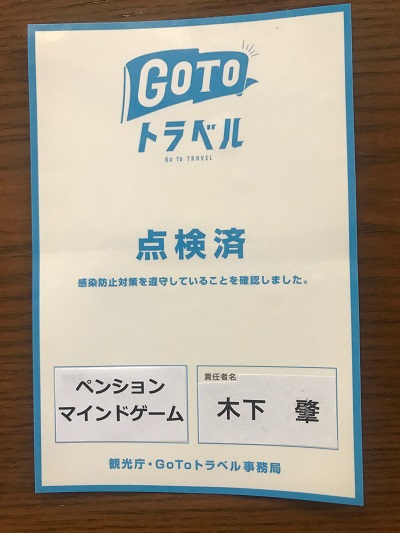 GOTO
トラベル
Go To TRAVEL
点検済
感染防止対策を遵守していることを確認しました。
ペンション
マインドゲーム
責任者名
木下 肇
観光庁・GoToトラベル事務局